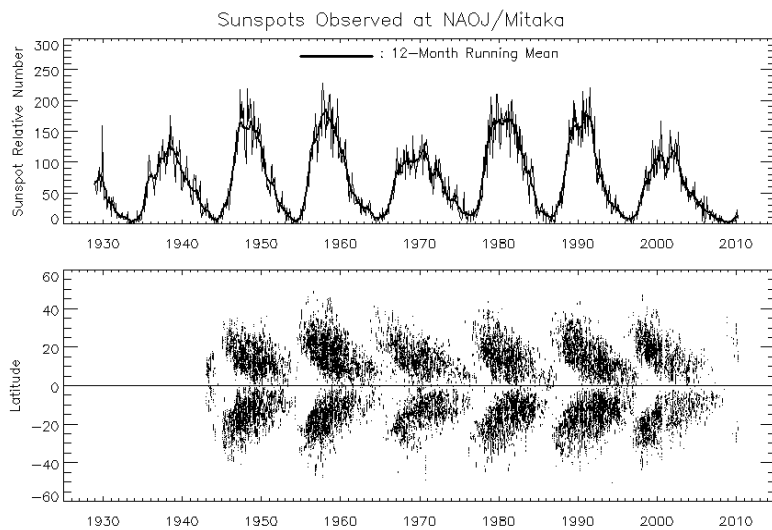 Sunspots Observed at NAOJ/Mitaka
Sunspot Relative Number
300
250
200
150
100
50
0
: 12-Month Running Mean
1930 1940 1950 1960 1970 1980 1990 2000 2010
Latitude
60
40
20
0
-20
-40
-60
1930 1940 1950 1960 1970 1980 1990 2000 2010